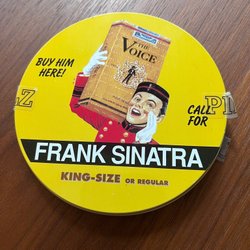 BUY HIM
HERE!
THE
VOICE
CALL
FOR
FRANK SINATRA
KING-SIZE OR REGULAR